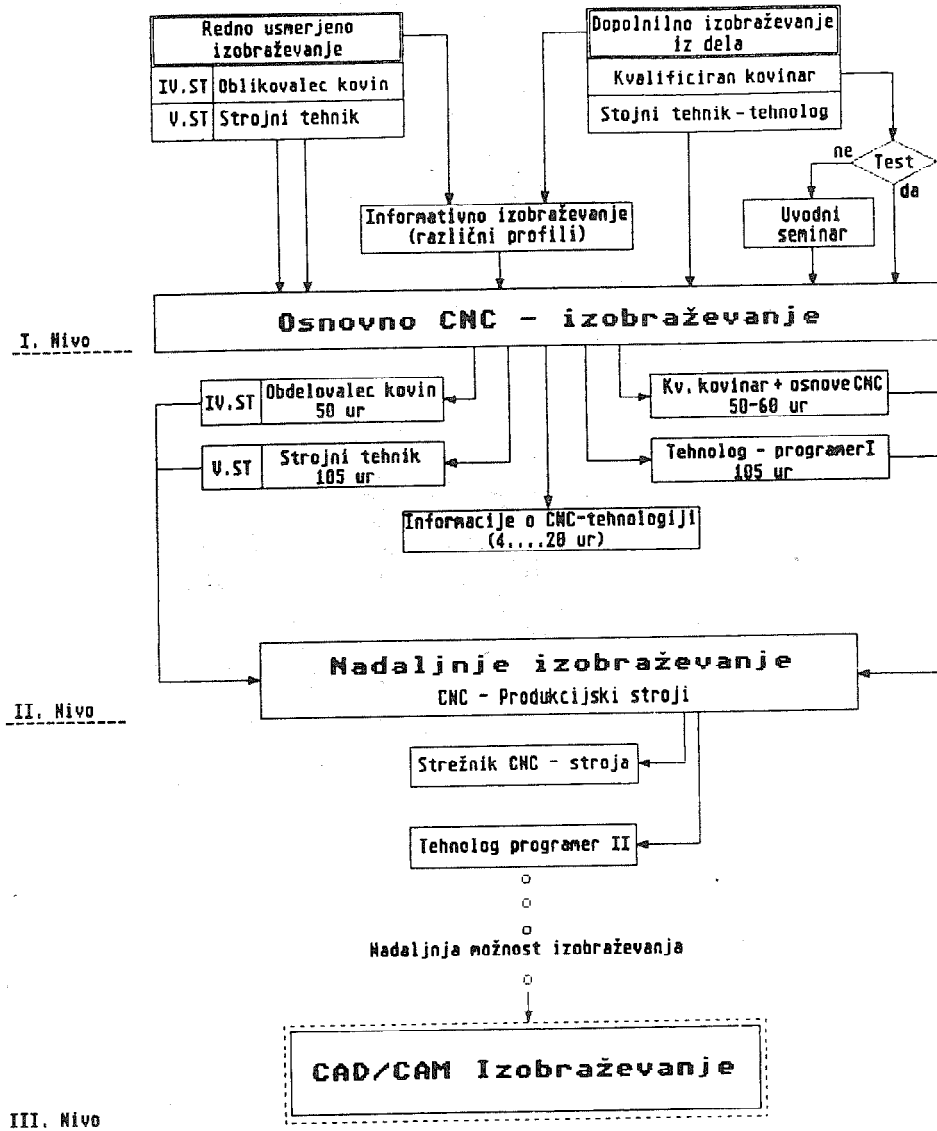 Redno usmerjeno
izobraževanje
IV.ST Oblikovalec kovin
V.ST Strojni tehnik
Dopolnilno izobraževanje
iz dela
Kvalificiran kovinar
Stojni tehnik - tehnolog
ne
Test
da
Informativno izobraževanje
(različni profili)
Uvodni
seminar
Osnovno CNC - izobraževanje
I. Nivo
IV.ST Obdelovalec kovin
50 ur
V.ST Strojni tehnik
105 ur
Kv. kovinar + osnove CNC
50-60 ur
Tehnolog - programer I
105 ur
Informacije o CNC-tehnologiji
(4....20 ur)
Nadaljnje izobraževanje
CNC - Produkcijski stroji
II. Nivo
Strežnik CNC - stroja
Tehnolog programer II
Nadaljnja možnost izobraževanja
CAD/CAM Izobraževanje
III. Nivo